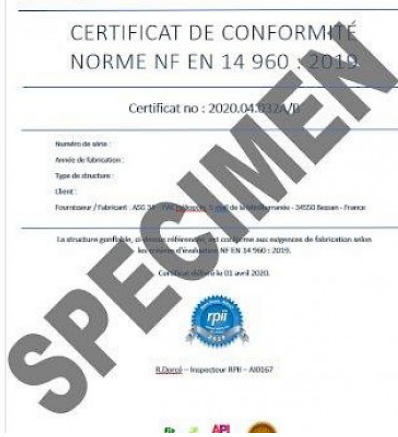 CERTIFICAT DE CONFORMITÉ
NORME NF EN 14 960 : 2019
Certificat no : 2020.04.032A/B
Numéro de série :
Année de fabrication :
Type de structure :
Client :
Fournisseur / Fabricant : - 34550 Bessan - France
La structure gonflable, ci-dessus référencée, est conforme aux exigences de fabrication selon
les critères d'évaluation NF EN 14 960 : 2019.
Certificat délivré le 01 avril 2020.
rpii
R.Dorcé – Inspecteur RPII – AI0167
API
SPECIMEN